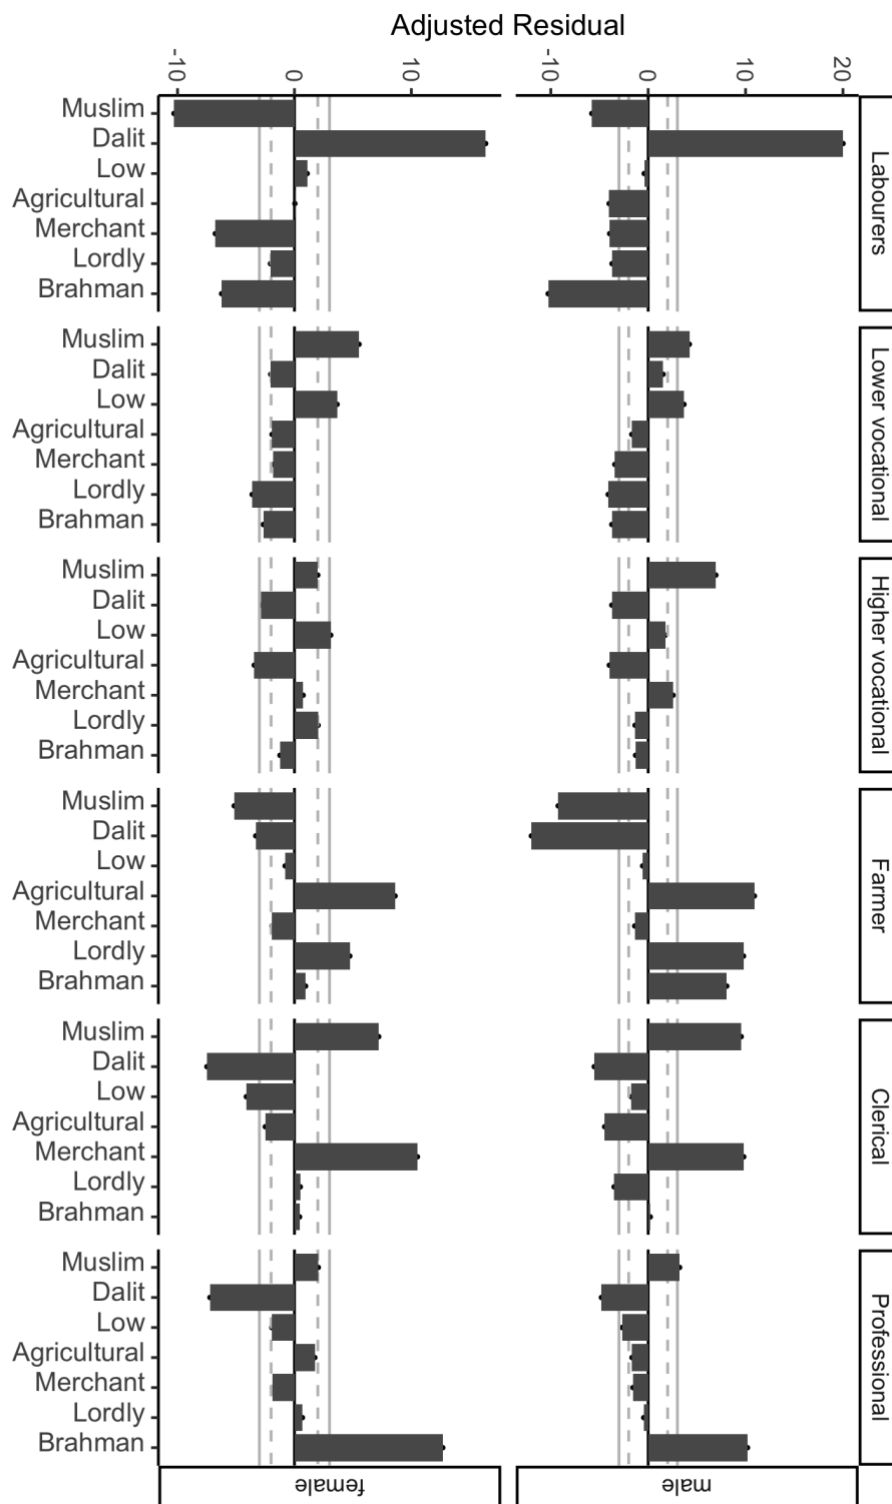 Adjusted Residual
-10
0
10
-10
0
10
20
Muslim
Dalit
Low
Agricultural
Merchant
Lordly
Brahman
Labourers
Muslim
Dalit
Low
Agricultural
Merchant
Lordly
Brahman
Lower vocational
Muslim
Dalit
Low
Agricultural
Merchant
Lordly
Brahman
Higher vocational
Muslim
Dalit
Low
Agricultural
Merchant
Lordly
Brahman
Farmer
Muslim
Dalit
Low
Agricultural
Merchant
Lordly
Brahman
Clerical
Muslim
Dalit
Low
Agricultural
Merchant
Lordly
Brahman
Professional
female
male